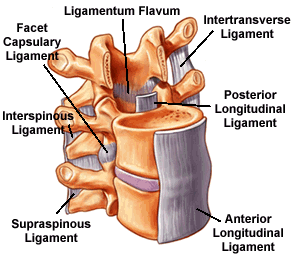 Ligamentum Flavum
Facet
Capsulary
Ligament
Intertransverse
Ligament
Interspinous
Ligament
Posterior
Longitudinal
Ligament
Supraspinous
Ligament
Anterior
Longitudinal
Ligament